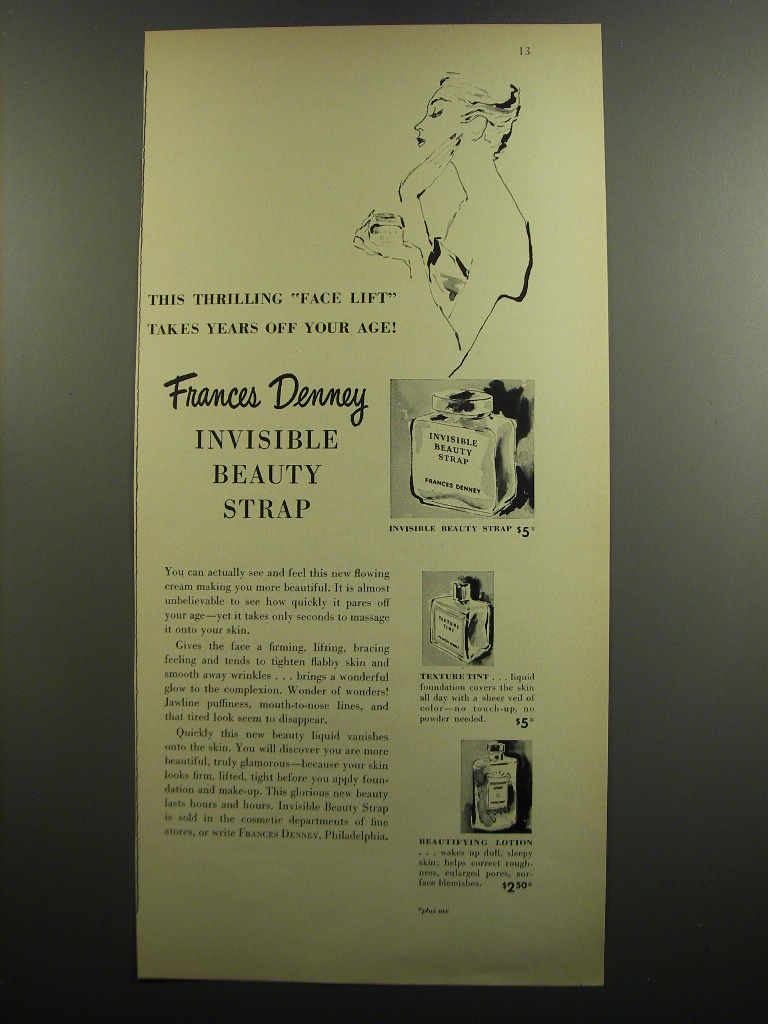 13
THIS THRILLING "FACE LIFT"
TAKES YEARS OFF YOUR AGE!
Frances Denney
INVISIBLE
BEAUTY
STRAP
INVISIBLE
BEAUTY
STRAP
FRANCES DENNEY
INVISIBLE BEAUTY STRAP $5*
You can actually see and feel this new flowing
cream making you more beautiful. It is almost
unbelievable to see how quickly it pares off
your age—yet it takes only seconds to massage
it onto your skin.
Gives the face a firming, lifting, bracing
feeling and tends to tighten flabby skin and
smooth away wrinkles . . . brings a wonderful
glow to the complexion. Wonder of wonders!
Jawline puffiness, mouth-to-nose lines, and
that tired look seem to disappear.
Quickly this new beauty liquid vanishes
onto the skin. You will discover you are more
beautiful, truly glamorous—because your skin
looks firm, lifted, tight before you apply foun-
dation and make-up. This glorious new beauty
lasts hours and hours. Invisible Beauty Strap
is sold in the cosmetic departments of fine
stores, or write FRANCES DENNEY, Philadelphia.
TEXTURE
TINT
FRANCES DENNEY
TEXTURE TINT . . . liquid
foundation covers the skin
all day with a sheer veil of
color—no touch-up, no
powder needed. $5*
BEAUTIFYING LOTION
. . . wakes up dull, sleepy
skin; helps correct rough-
ness, enlarged pores, sur-
face blemishes. $2.50*
*plus tax